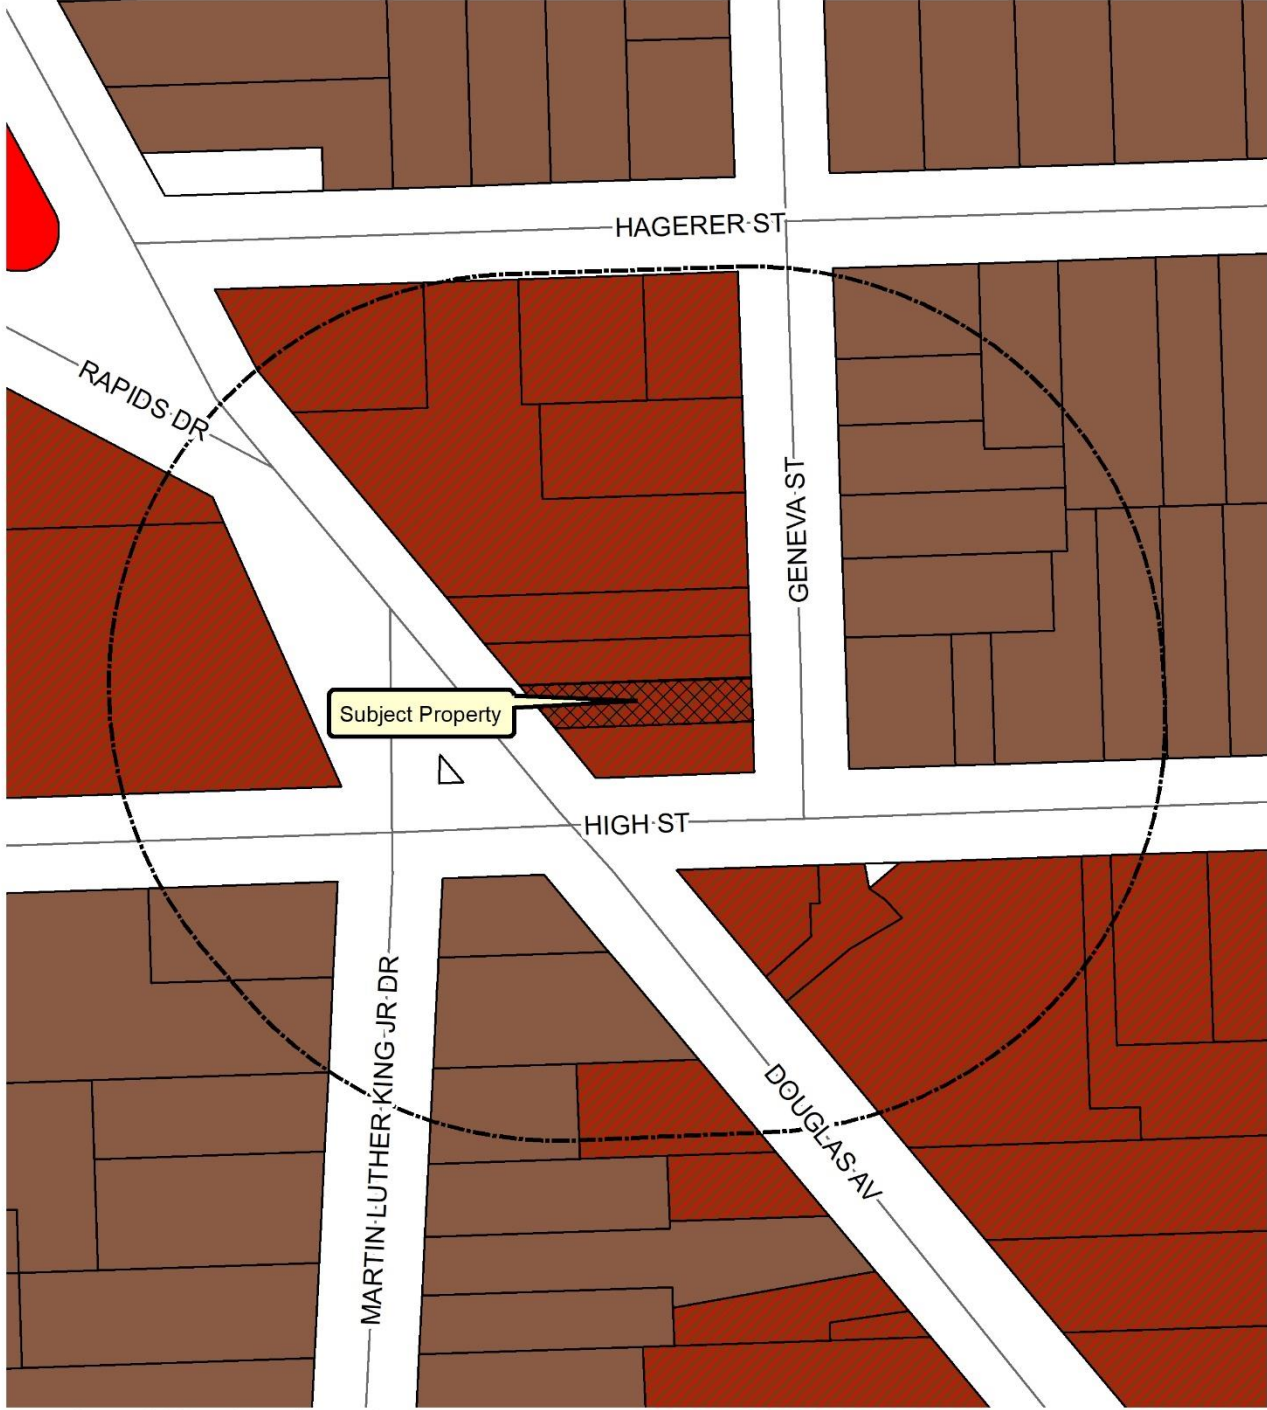 HAGERER ST
RAPIDS DR
GENEVA ST
Subject Property
HIGH ST
MARTIN LUTHER KING JR DR
DOUGLAS AV